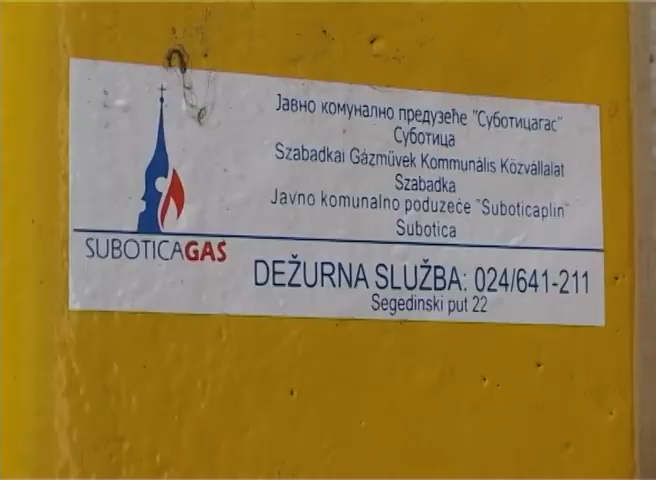 Јавно комунално предузеће "Суботицагас"
Суботица
Szabadkai Gázművek Kommunális Közvállalat
Szabadka
Javno komunalno poduzeće "Suboticaplin"
Subotica
SUBOTICAGAS
DEŽURNA SLUŽBA: 024/641-211
Segedinski put 22